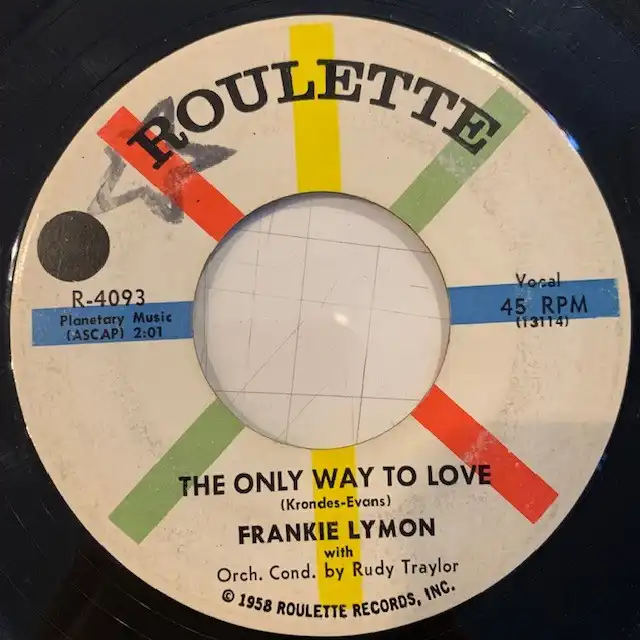 ROULETTE
R-4093
Planetary Music
(ASCAP) 2:01
Vocal
45 RPM
(13114)
THE ONLY WAY TO LOVE
(Krondes-Evans)
FRANKIE LYMON
with
Orch. Cond. by Rudy Traylor
© 1958 ROULETTE RECORDS, INC.